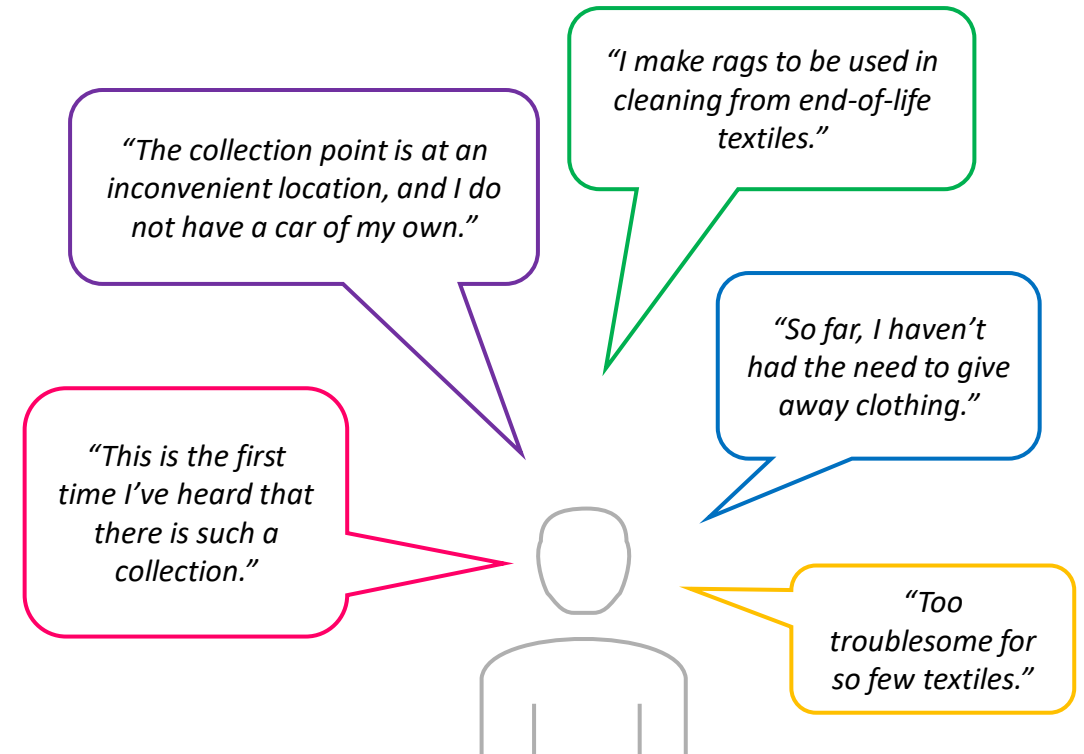 “I make rags to be used in
cleaning from end-of-life
textiles.”
“The collection point is at an
inconvenient location, and I do
not have a car of my own.”
“So far, I haven’t
had the need to give
away clothing.”
“This is the first
time I’ve heard that
there is such a
collection.”
“Too
troublesome for
so few textiles.”